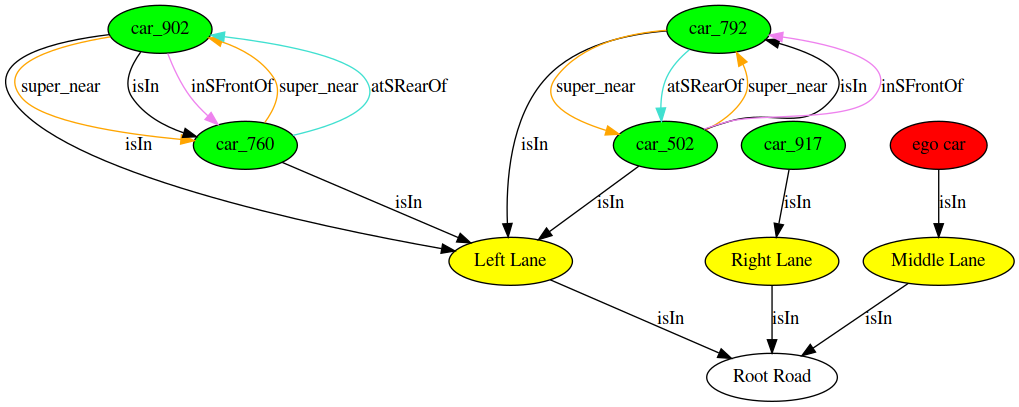 car_902
car_792
super_near
isIn
inSFrontOf
super_near
atSRearOf
super_near
atSRearOf
super_near
isIn
inSFrontOf
isIn
car_760
isIn
car_502
car_917
ego car
isIn
isIn
isIn
isIn
Left Lane
Right Lane
Middle Lane
isIn
isIn
isIn
Root Road